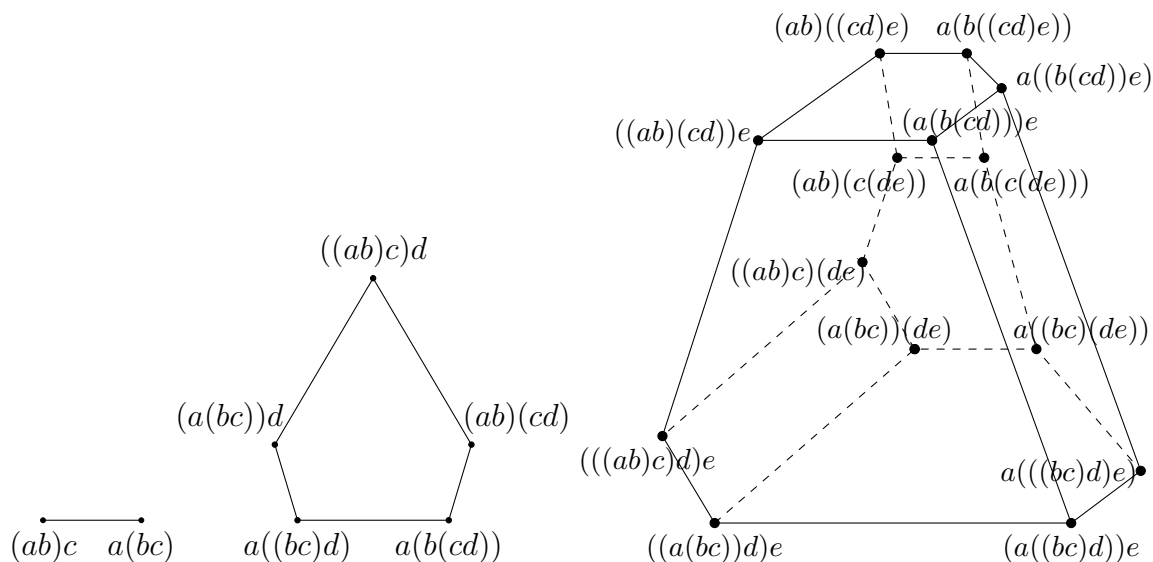 (ab)c
a(bc)
((ab)c)d
(a(bc))d
(ab)(cd)
a((bc)d)
a(b(cd))
(ab)((cd)e)
a(b((cd)e))
a((b(cd))e)
((ab)(cd))e
(a(b(cd)))e
(ab)(c(de))
a(b(c(de)))
((ab)c)(de)
(a(bc))(de)
a((bc)(de))
(((ab)c)d)e
a(((bc)d)e)
((a(bc))d)e
(a((bc)d))e